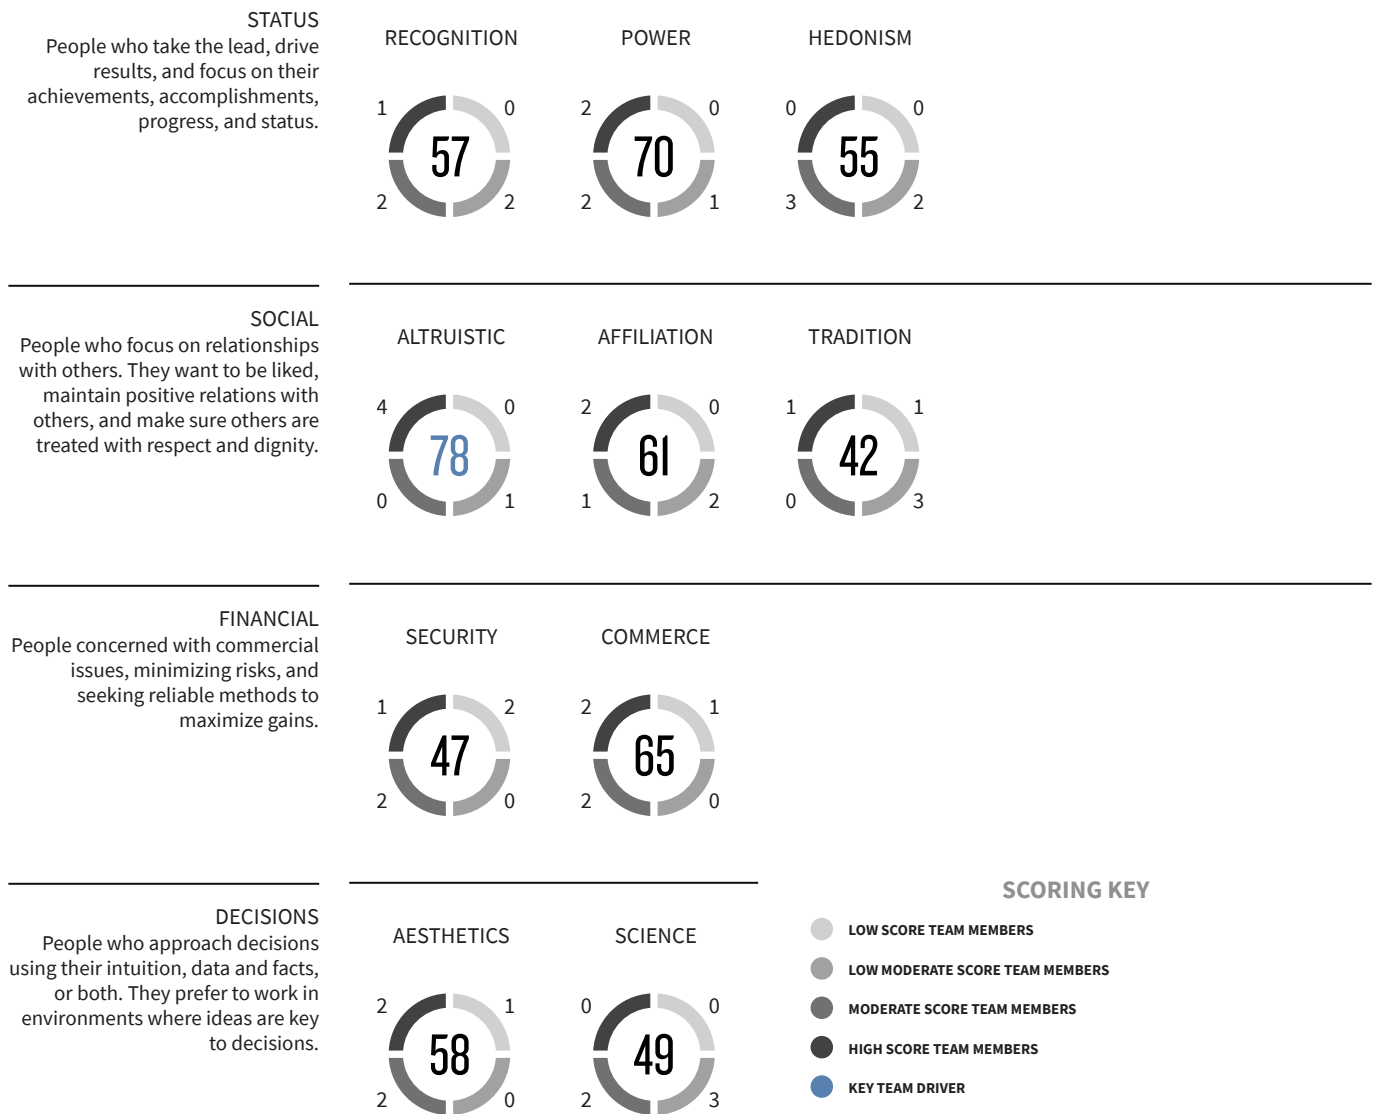 STATUS
People who take the lead, drive
results, and focus on their
achievements, accomplishments,
progress, and status.
RECOGNITION POWER HEDONISM
1 0 2 0 0 0
57 70 55
2 2 2 1 3 2
SOCIAL
People who focus on relationships
with others. They want to be liked,
maintain positive relations with
others, and make sure others are
treated with respect and dignity.
ALTRUISTIC AFFILIATION TRADITION
4 0 2 0 1 1
78 61 42
0 1 1 2 0 3
FINANCIAL
People concerned with commercial
issues, minimizing risks, and
seeking reliable methods to
maximize gains.
SECURITY COMMERCE
1 2 2 1
47 65
2 0 2 0
DECISIONS
People who approach decisions
using their intuition, data and facts,
or both. They prefer to work in
environments where ideas are key
to decisions.
AESTHETICS SCIENCE
2 1 0 0
58 49
2 0 2 3
SCORING KEY
LOW SCORE TEAM MEMBERS
LOW MODERATE SCORE TEAM MEMBERS
MODERATE SCORE TEAM MEMBERS
HIGH SCORE TEAM MEMBERS
KEY TEAM DRIVER